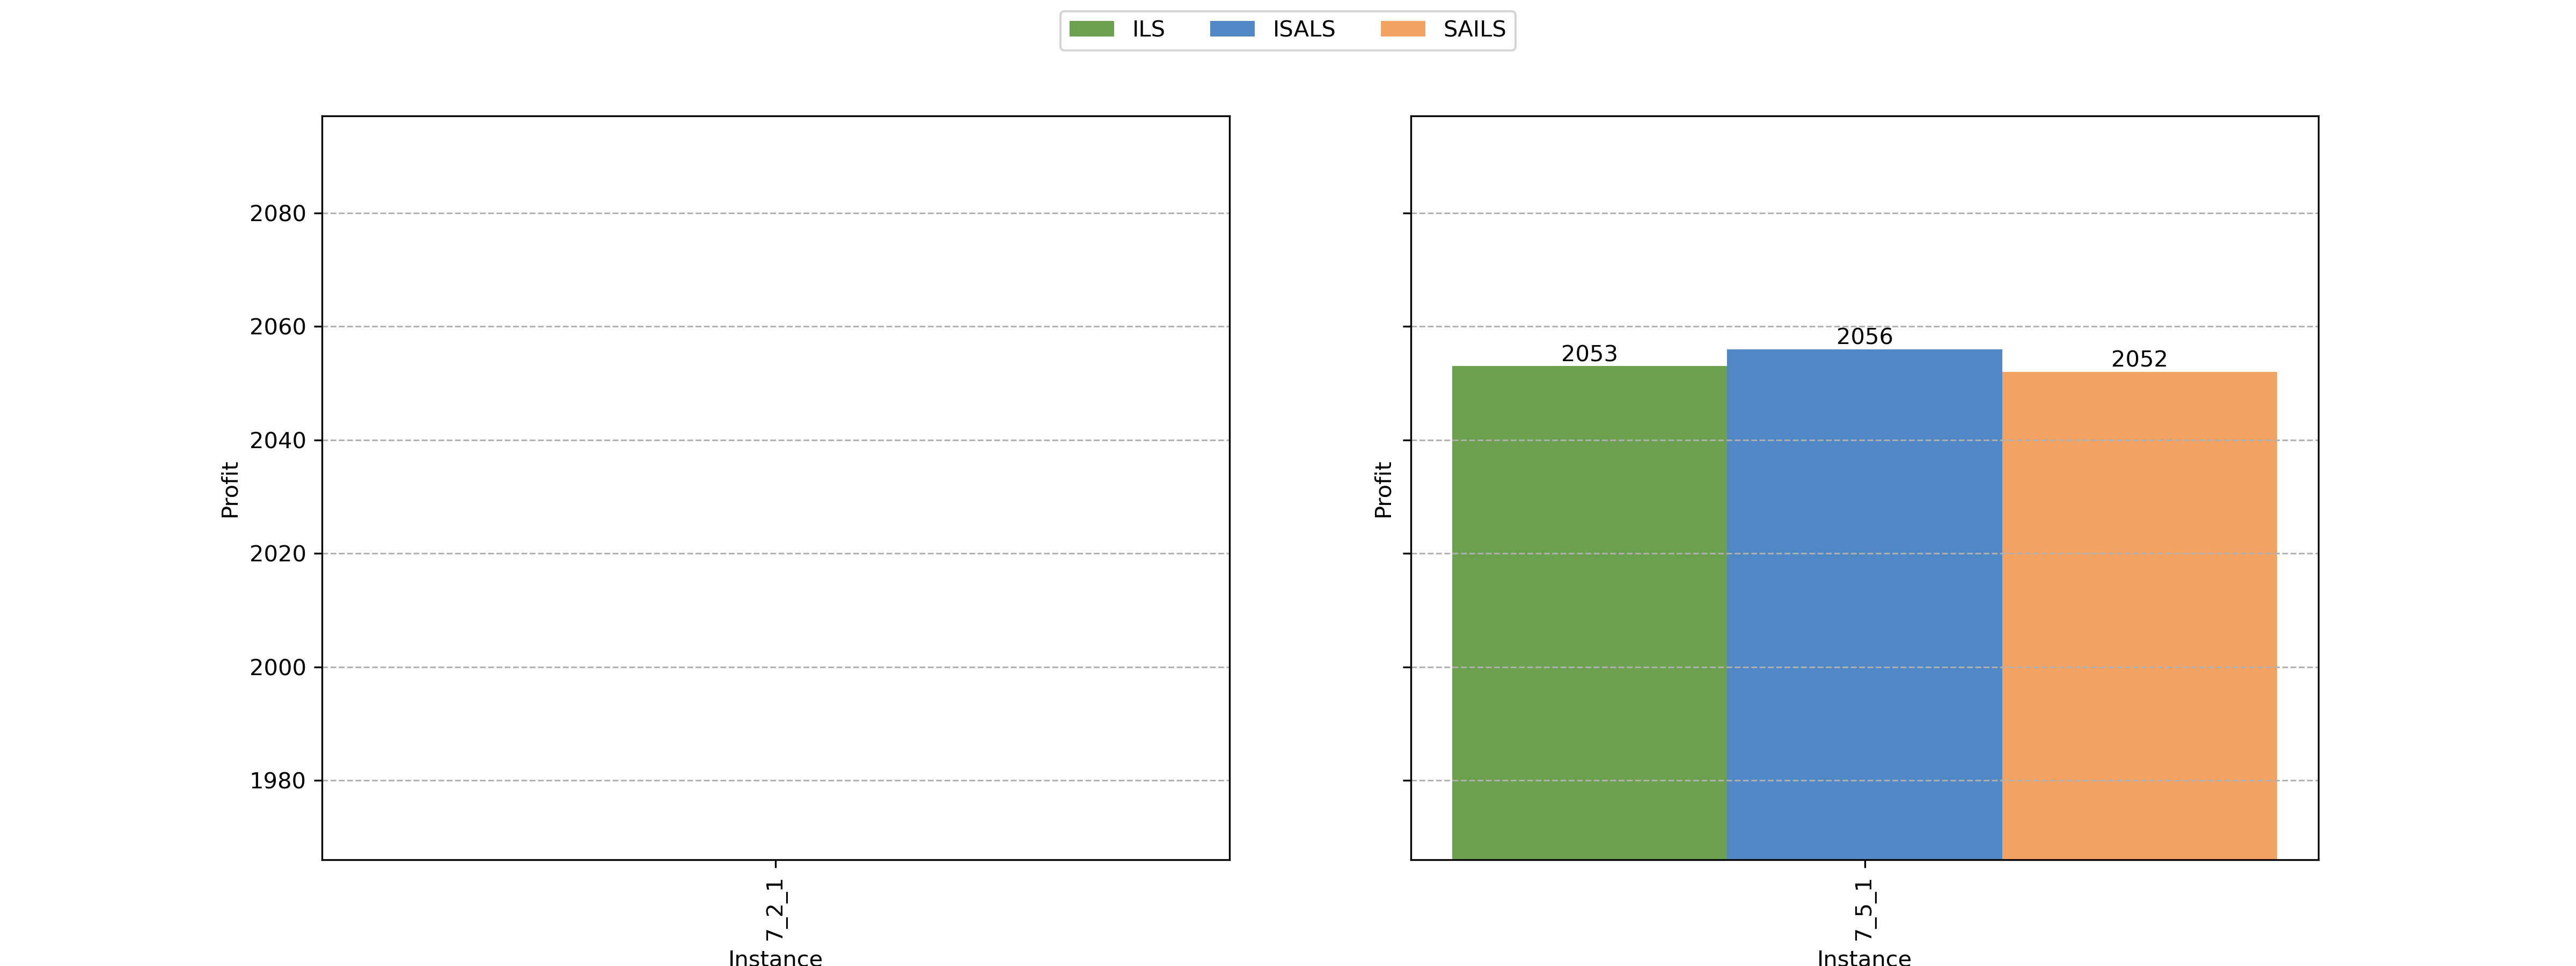 ILS ISALS SAILS
2080
2060
2040
2020
2000
1980
Profit
7_2_1
Instance
Profit
2053
2056
2052
7_5_1
Instance